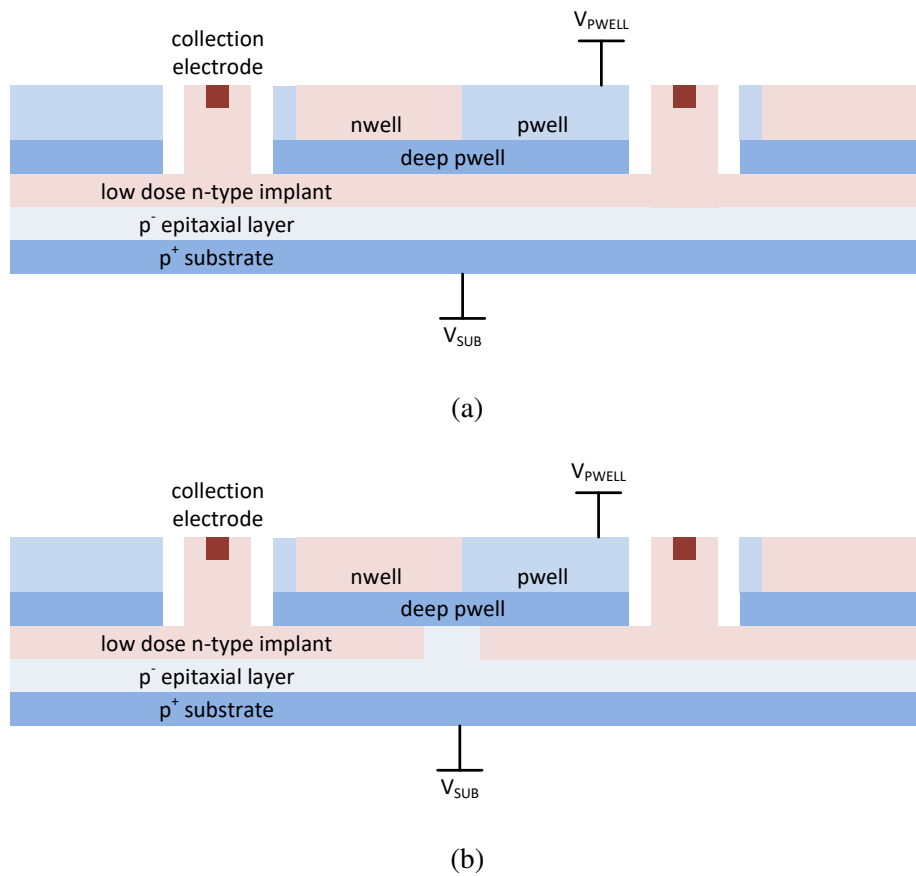 V_PWELL
collection
electrode
nwell
pwell
deep pwell
low dose n-type implant
p⁻ epitaxial layer
p⁺ substrate
V_SUB
(a)
V_PWELL
collection
electrode
nwell
pwell
deep pwell
low dose n-type implant
p⁻ epitaxial layer
p⁺ substrate
V_SUB
(b)